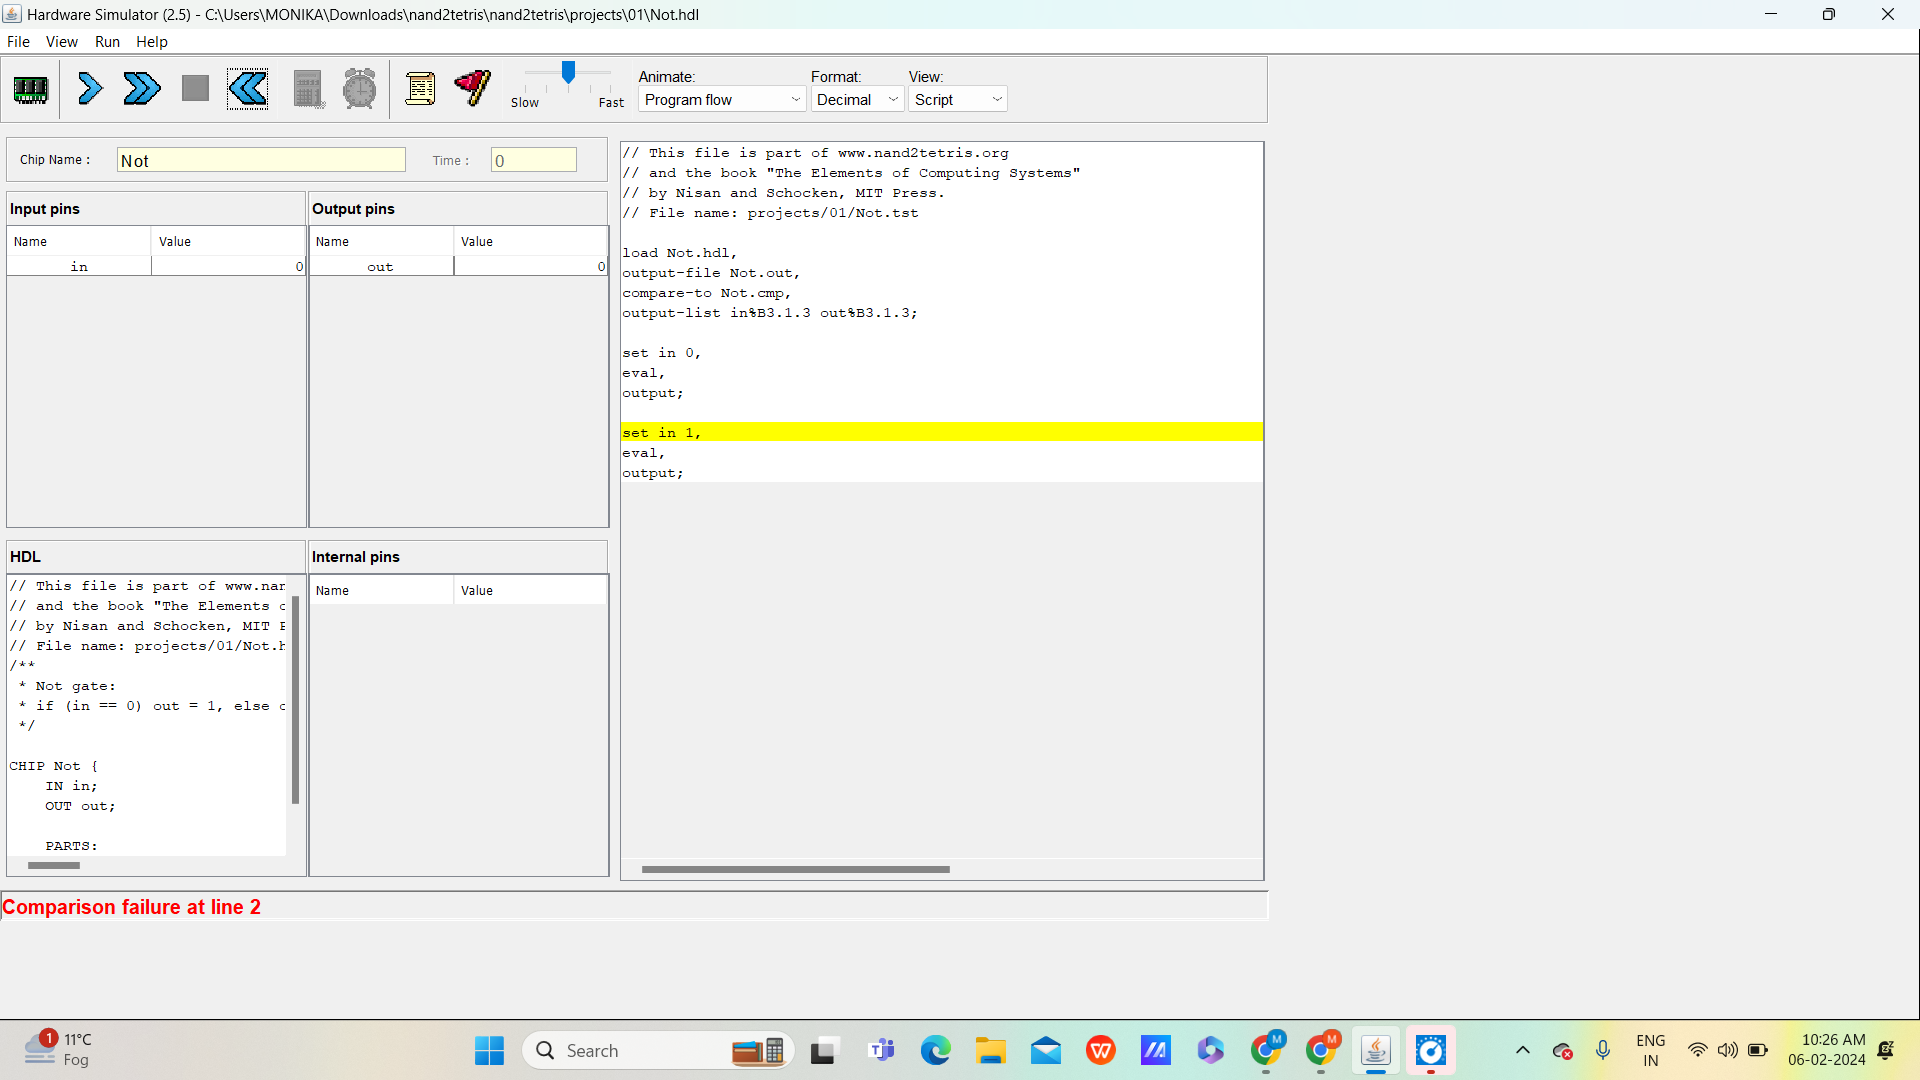 Hardware Simulator (2.5) - C:\Users\MONIKA\Downloads\nand2tetris\nand2tetris\projects\01\Not.hdl
File View Run Help
Animate: Format: View:
Slow Fast Program flow Decimal Script
Chip Name : Not Time : 0
Input pins
Name Value
in 0
Output pins
Name Value
out 0
// This file is part of www.nand2tetris.org
// and the book "The Elements of Computing Systems"
// by Nisan and Schocken, MIT Press.
// File name: projects/01/Not.tst
load Not.hdl,
output-file Not.out,
compare-to Not.cmp,
output-list in%B3.1.3 out%B3.1.3;
set in 0,
eval,
output;
set in 1,
eval,
output;
HDL
// This file is part of www.nan
// and the book "The Elements
// by Nisan and Schocken, MIT
// File name: projects/01/Not.h
/**
* Not gate:
* if (in == 0) out = 1, else
*/
CHIP Not {
IN in;
OUT out;
PARTS:
Internal pins
Name Value
Comparison failure at line 2
1
11°C
Fog
Search
M
M
ENG
IN
10:26 AM
06-02-2024